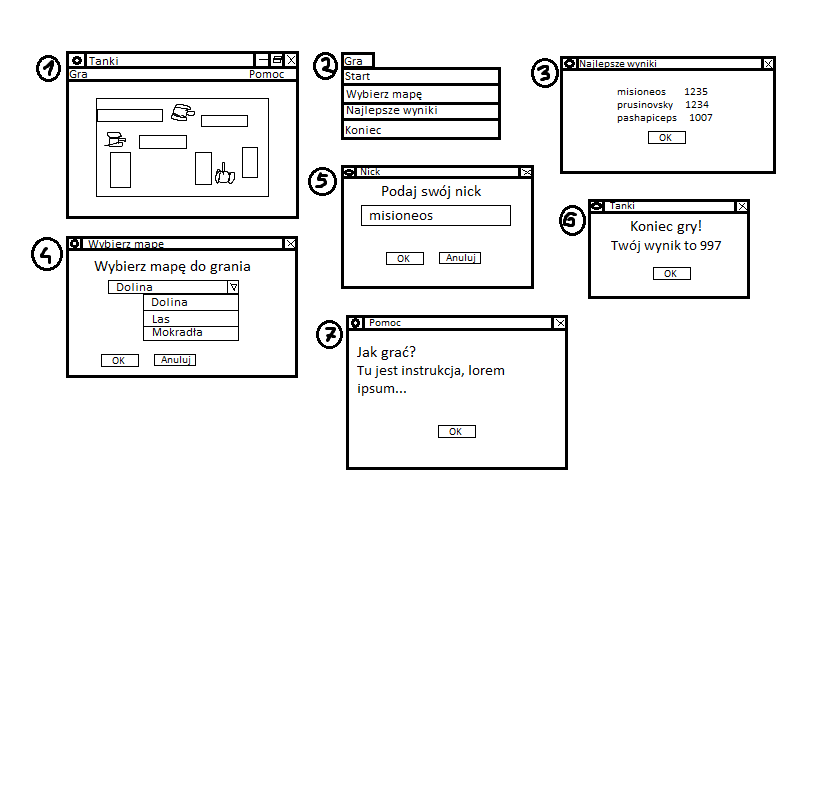 1
Tanki
Gra Pomoc
2
Gra
Start
Wybierz mapę
Najlepsze wyniki
Koniec
3
Najlepsze wyniki
misioneos 1235
prusinovsky 1234
pashapiceps 1007
OK
4
Wybierz mapę
Wybierz mapę do grania
Dolina
Dolina
Las
Mokradła
OK Anuluj
5
Nick
Podaj swój nick
misioneos
OK Anuluj
6
Tanki
Koniec gry!
Twój wynik to 997
OK
7
Pomoc
Jak grać?
Tu jest instrukcja, lorem
ipsum...
OK